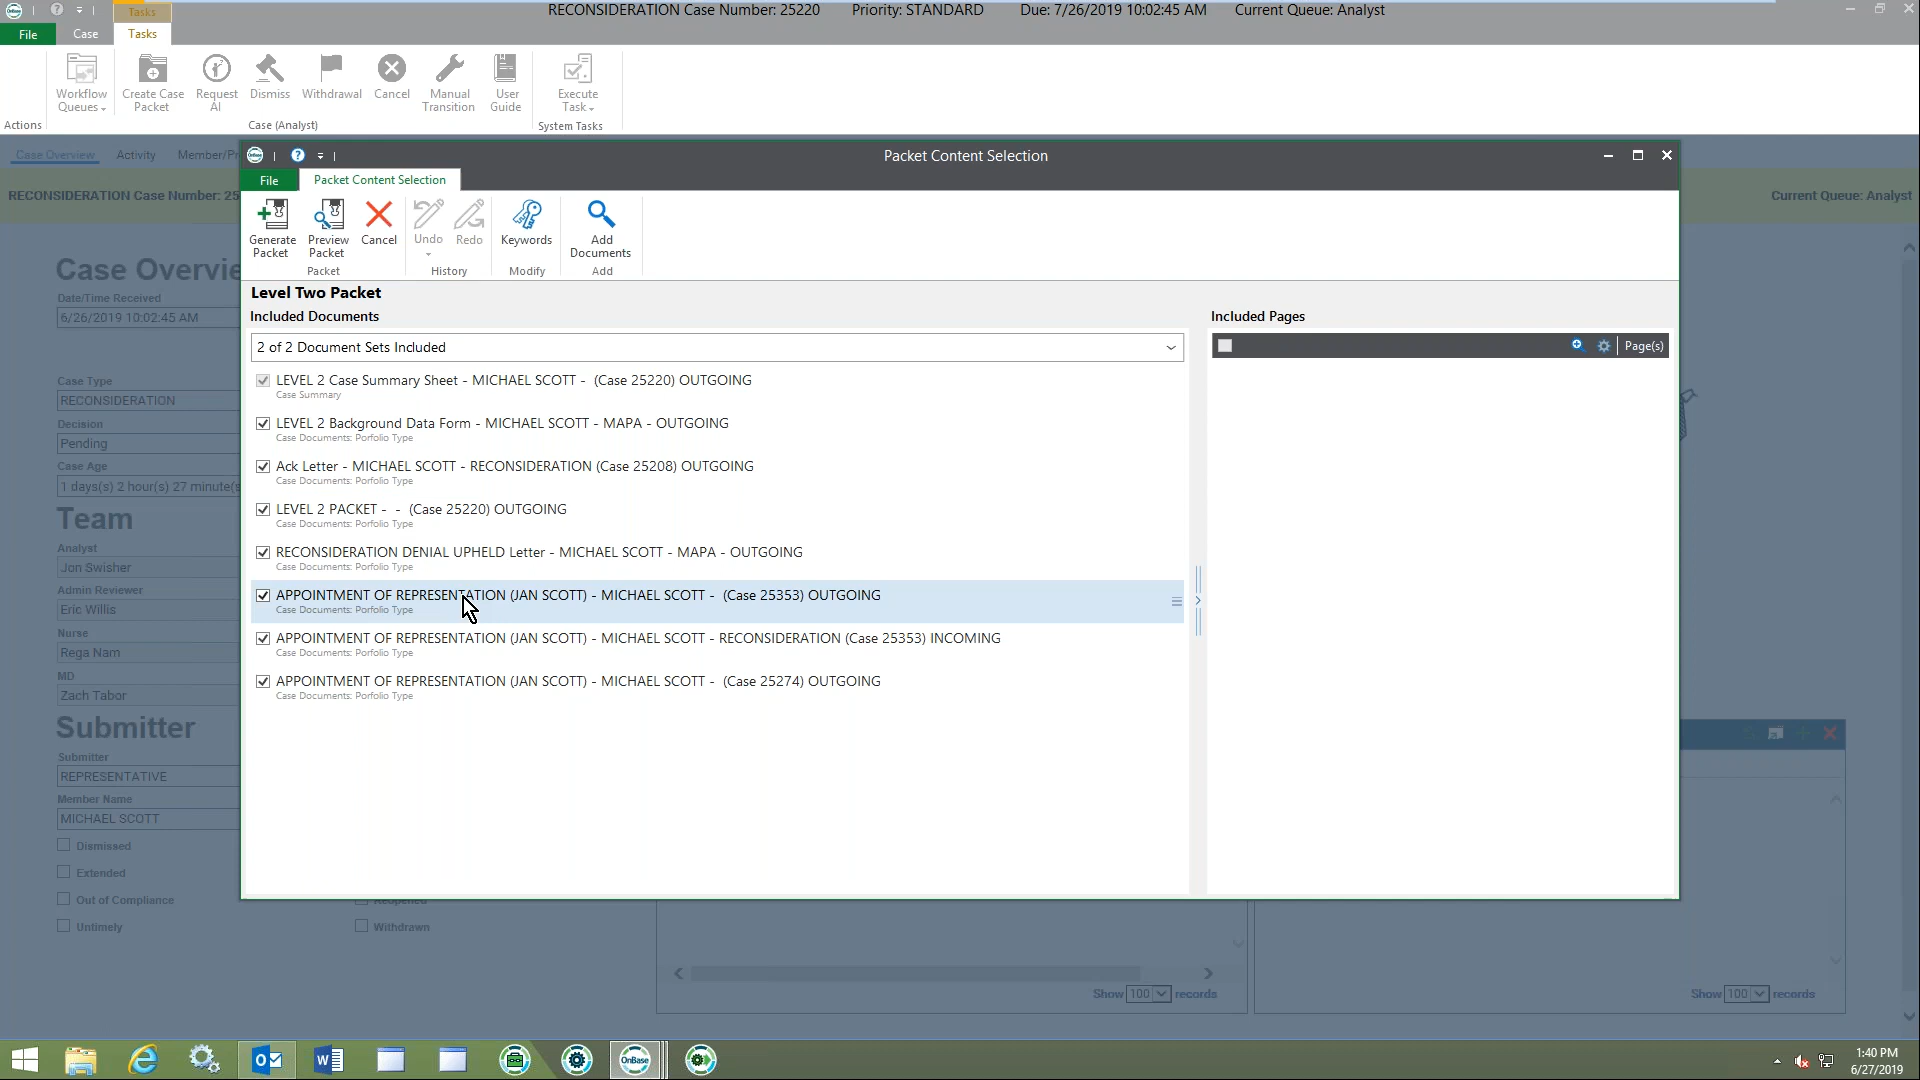 Tasks
RECONSIDERATION Case Number: 25220 Priority: STANDARD Due: 7/26/2019 10:02:45 AM Current Queue: Analyst
File Case Tasks
Workflow Queues
Create Case Packet
Request AI
Dismiss
Withdrawal
Cancel
Manual Transition
User Guide
Execute Task
Actions
Case (Analyst)
System Tasks
Case Overview Activity Member/Pr
RECONSIDERATION Case Number: 25
Current Queue: Analyst
Packet Content Selection
File Packet Content Selection
Generate Packet
Preview Packet
Cancel
Undo
Redo
Keywords
Add Documents
Packet
History
Modify
Add
Level Two Packet
Included Documents
2 of 2 Document Sets Included
LEVEL 2 Case Summary Sheet - MICHAEL SCOTT - (Case 25220) OUTGOING
Case Summary
LEVEL 2 Background Data Form - MICHAEL SCOTT - MAPA - OUTGOING
Case Documents: Porfolio Type
Ack Letter - MICHAEL SCOTT - RECONSIDERATION (Case 25208) OUTGOING
Case Documents: Porfolio Type
LEVEL 2 PACKET - - (Case 25220) OUTGOING
Case Documents: Porfolio Type
RECONSIDERATION DENIAL UPHELD Letter - MICHAEL SCOTT - MAPA - OUTGOING
Case Documents: Porfolio Type
APPOINTMENT OF REPRESENTATION (JAN SCOTT) - MICHAEL SCOTT - (Case 25353) OUTGOING
Case Documents: Porfolio Type
APPOINTMENT OF REPRESENTATION (JAN SCOTT) - MICHAEL SCOTT - RECONSIDERATION (Case 25353) INCOMING
Case Documents: Porfolio Type
APPOINTMENT OF REPRESENTATION (JAN SCOTT) - MICHAEL SCOTT - (Case 25274) OUTGOING
Case Documents: Porfolio Type
Included Pages
Page(s)
Case Overvie
Date/Time Received
6/26/2019 10:02:45 AM
Case Type
RECONSIDERATION
Decision
Pending
Case Age
1 days(s) 2 hour(s) 27 minute(s
Team
Analyst
Jon Swisher
Admin Reviewer
Eric Willis
Nurse
Rega Nam
MD
Zach Tabor
Submitter
Submitter
REPRESENTATIVE
Member Name
MICHAEL SCOTT
Dismissed
Extended
Out of Compliance
Reopened
Untimely
Withdrawn
Show 100 records
Show 100 records
OnBase
1:40 PM
6/27/2019